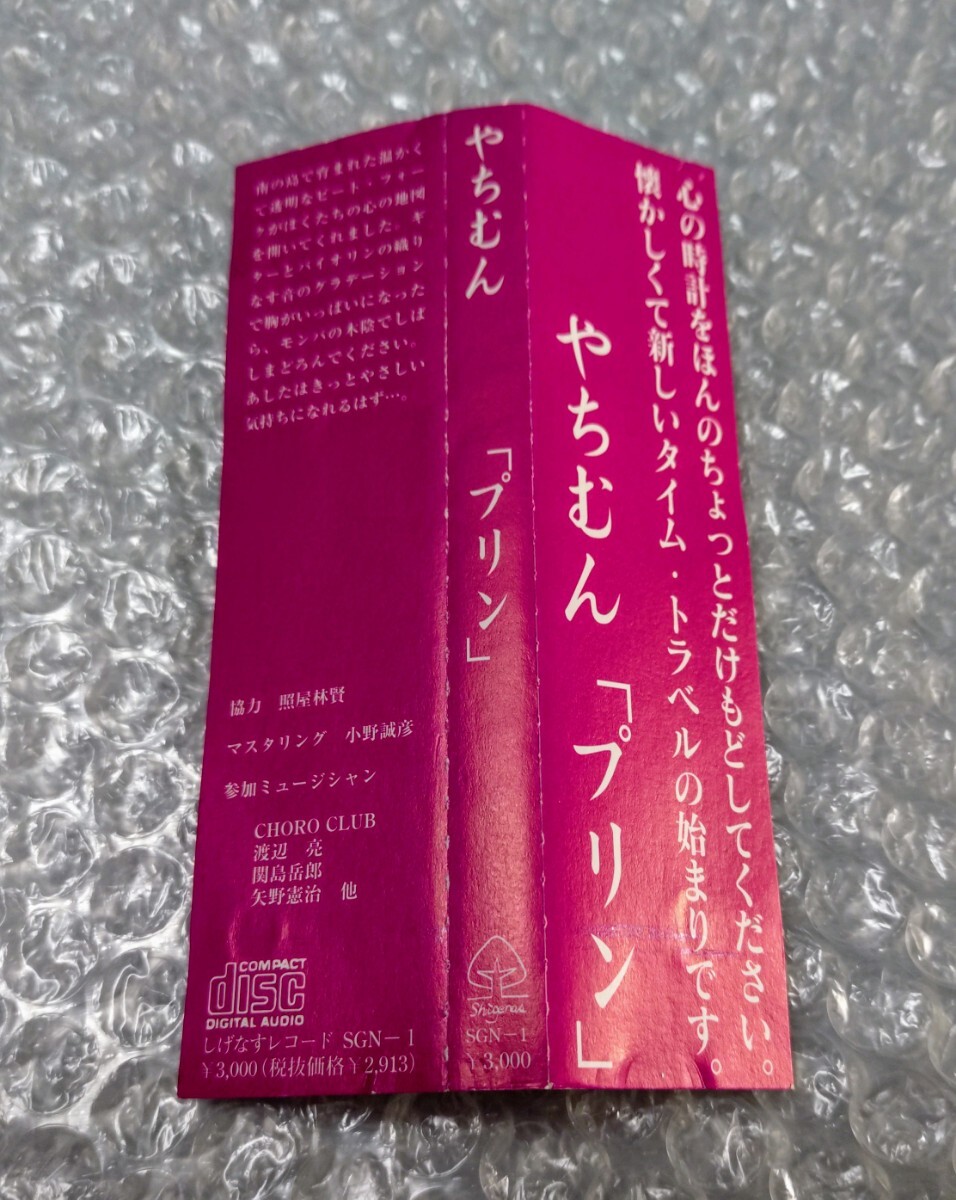 心の時計をほんのちょっとだけもどしてください。
懐かしくて新しいタイム・トラベルの始まりです。
やちむん「プリン」
やちむん
「プリン」
Shigenas
SGN-1
¥3,000
南の島で育まれた温かく
て透明なビート・フォー
クがぼくたちの心の地図
を開いてくれました。ギ
ターとバイオリンの織り
なす音のグラデーション
で胸がいっぱいになった
ら、モンパの木陰でしば
しまどろんでください。
あしたはきっとやさしい
気持ちになれるはず…。
協力 照屋林賢
マスタリング 小野誠彦
参加ミュージシャン
CHORO CLUB
渡辺 亮
関島岳郎
矢野憲治 他
COMPACT
disc
DIGITAL AUDIO
しげなすレコード SGN-1
¥3,000(税抜価格¥2,913)